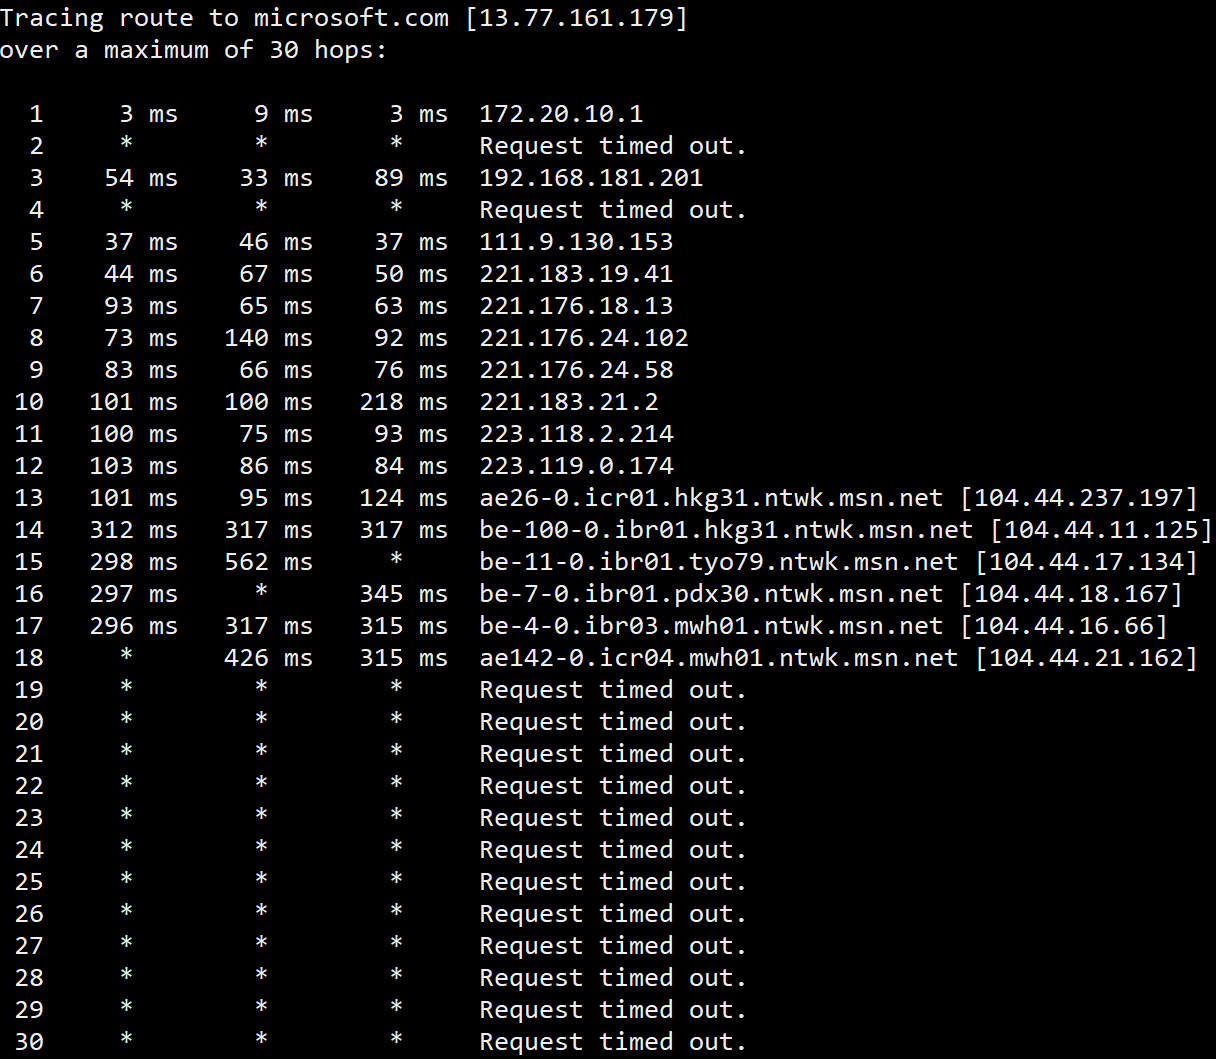 Tracing route to microsoft.com [13.77.161.179]
over a maximum of 30 hops:
1 3 ms 9 ms 3 ms 172.20.10.1
2 * * * Request timed out.
3 54 ms 33 ms 89 ms 192.168.181.201
4 * * * Request timed out.
5 37 ms 46 ms 37 ms 111.9.130.153
6 44 ms 67 ms 50 ms 221.183.19.41
7 93 ms 65 ms 63 ms 221.176.18.13
8 73 ms 140 ms 92 ms 221.176.24.102
9 83 ms 66 ms 76 ms 221.176.24.58
10 101 ms 100 ms 218 ms 221.183.21.2
11 100 ms 75 ms 93 ms 223.118.2.214
12 103 ms 86 ms 84 ms 223.119.0.174
13 101 ms 95 ms 124 ms ae26-0.icr01.hkg31.ntwk.msn.net [104.44.237.197]
14 312 ms 317 ms 317 ms be-100-0.ibr01.hkg31.ntwk.msn.net [104.44.11.125]
15 298 ms 562 ms * be-11-0.ibr01.tyo79.ntwk.msn.net [104.44.17.134]
16 297 ms * 345 ms be-7-0.ibr01.pdx30.ntwk.msn.net [104.44.18.167]
17 296 ms 317 ms 315 ms be-4-0.ibr03.mwh01.ntwk.msn.net [104.44.16.66]
18 * 426 ms 315 ms ae142-0.icr04.mwh01.ntwk.msn.net [104.44.21.162]
19 * * * Request timed out.
20 * * * Request timed out.
21 * * * Request timed out.
22 * * * Request timed out.
23 * * * Request timed out.
24 * * * Request timed out.
25 * * * Request timed out.
26 * * * Request timed out.
27 * * * Request timed out.
28 * * * Request timed out.
29 * * * Request timed out.
30 * * * Request timed out.